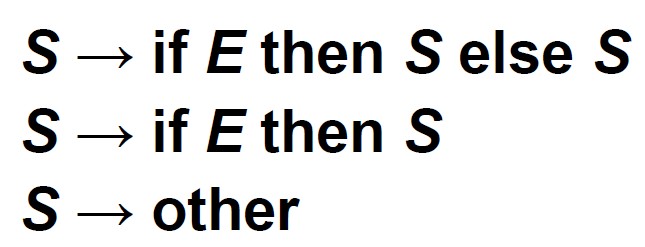 S → if E then S else S
S → if E then S
S → other